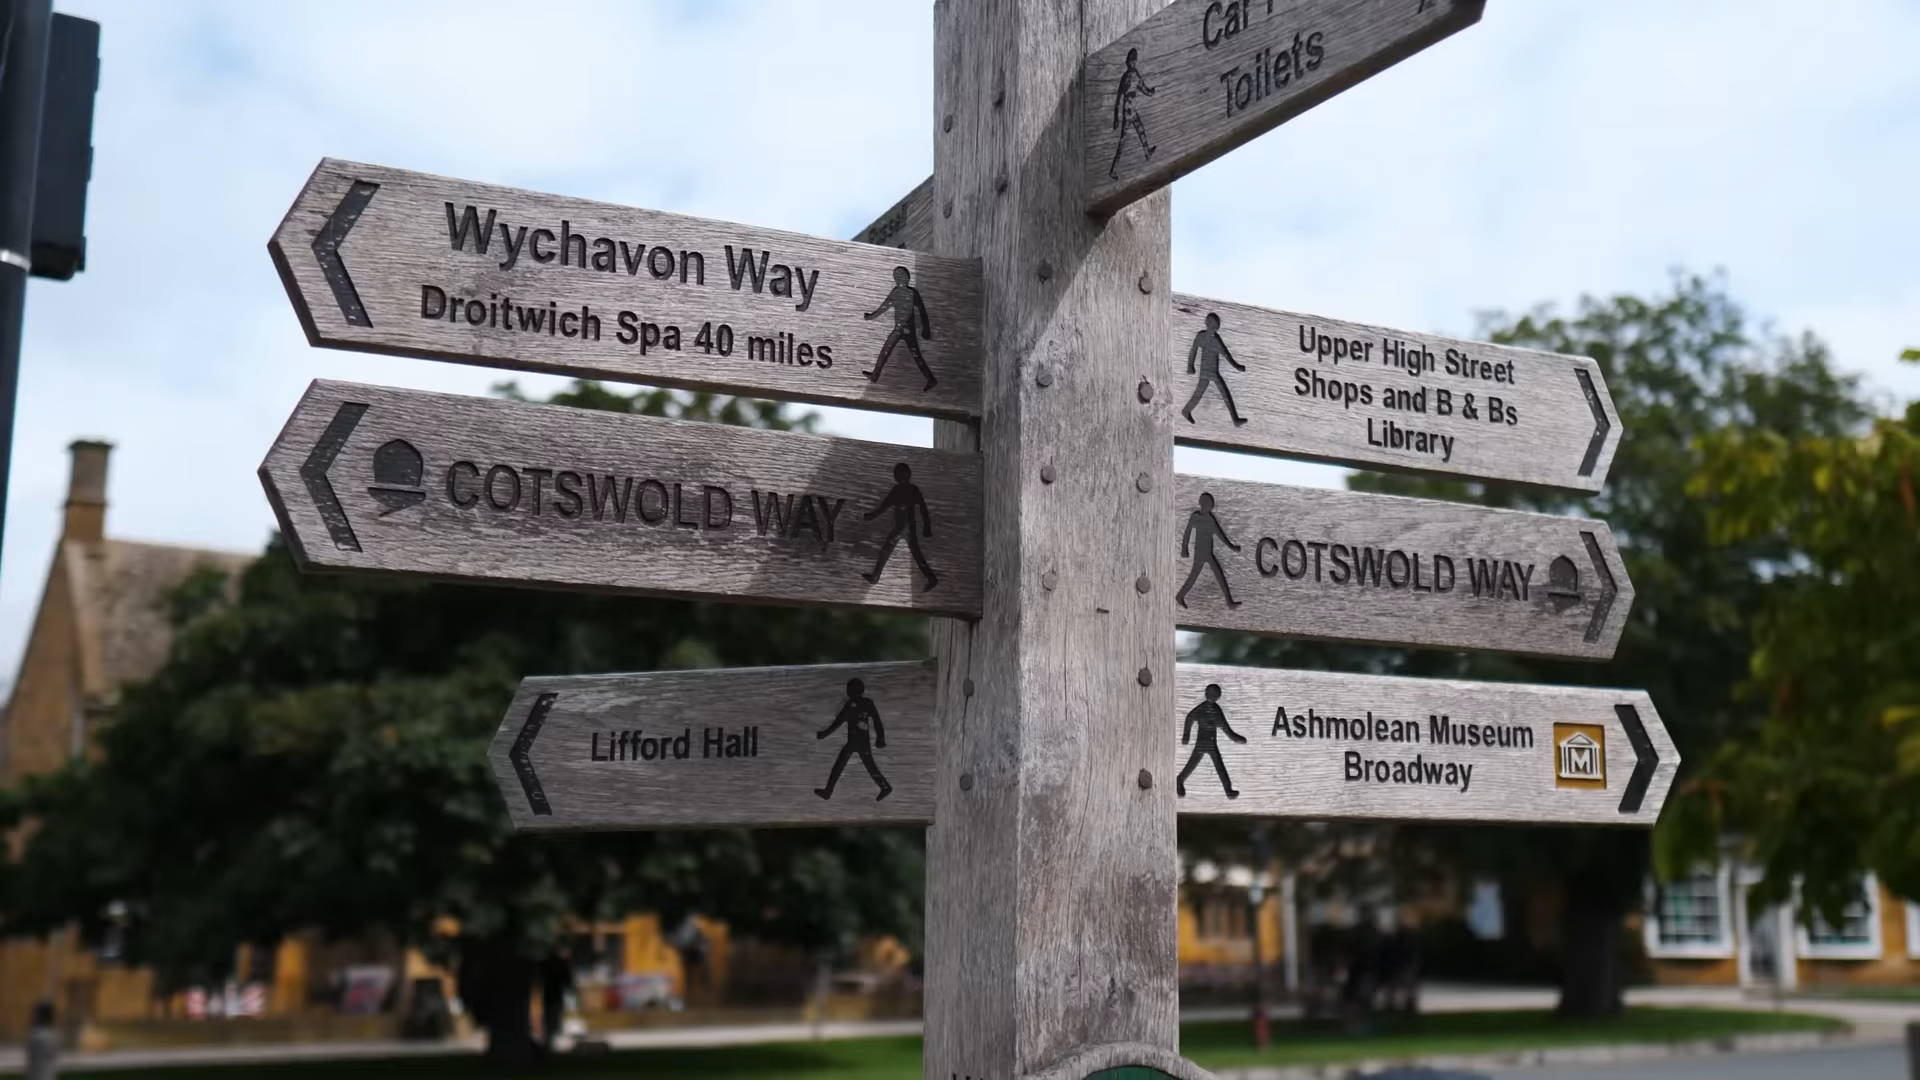 Toilets
Wychavon Way
Droitwich Spa 40 miles
Upper High Street
Shops and B & Bs
Library
COTSWOLD WAY
COTSWOLD WAY
Lifford Hall
Ashmolean Museum
Broadway
M